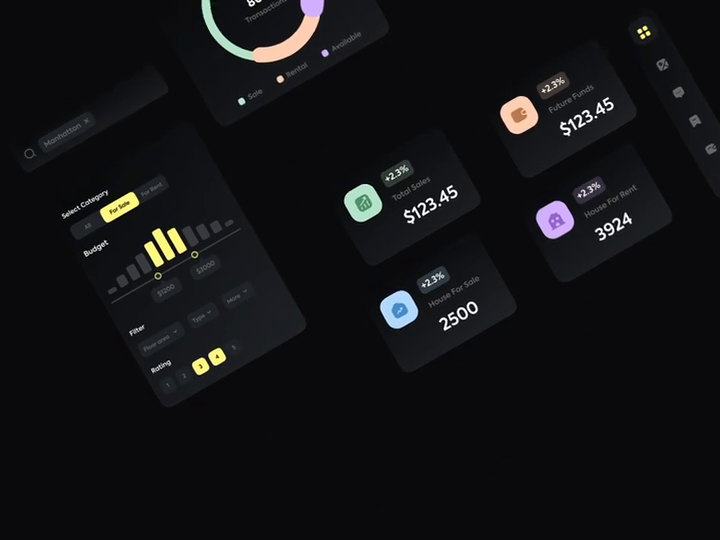 Transactions
Sale
Rental
Available
Manhattan ×
Select Category
All
For Sale
For Rent
Budget
$1200
$3000
Filter
Floor area
Type
More
Rating
1
2
3
4
5
+2.3%
Total Sales
$123.45
+2.3%
Future Funds
$123.45
+2.3%
House For Sale
2500
+2.3%
House For Rent
3924